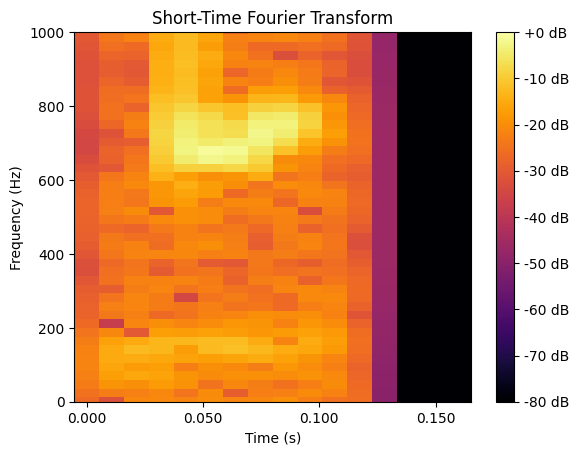 Short-Time Fourier Transform
1000
800
600
400
200
0
Frequency (Hz)
0.000
0.050
0.100
0.150
Time (s)
+0 dB
-10 dB
-20 dB
-30 dB
-40 dB
-50 dB
-60 dB
-70 dB
-80 dB